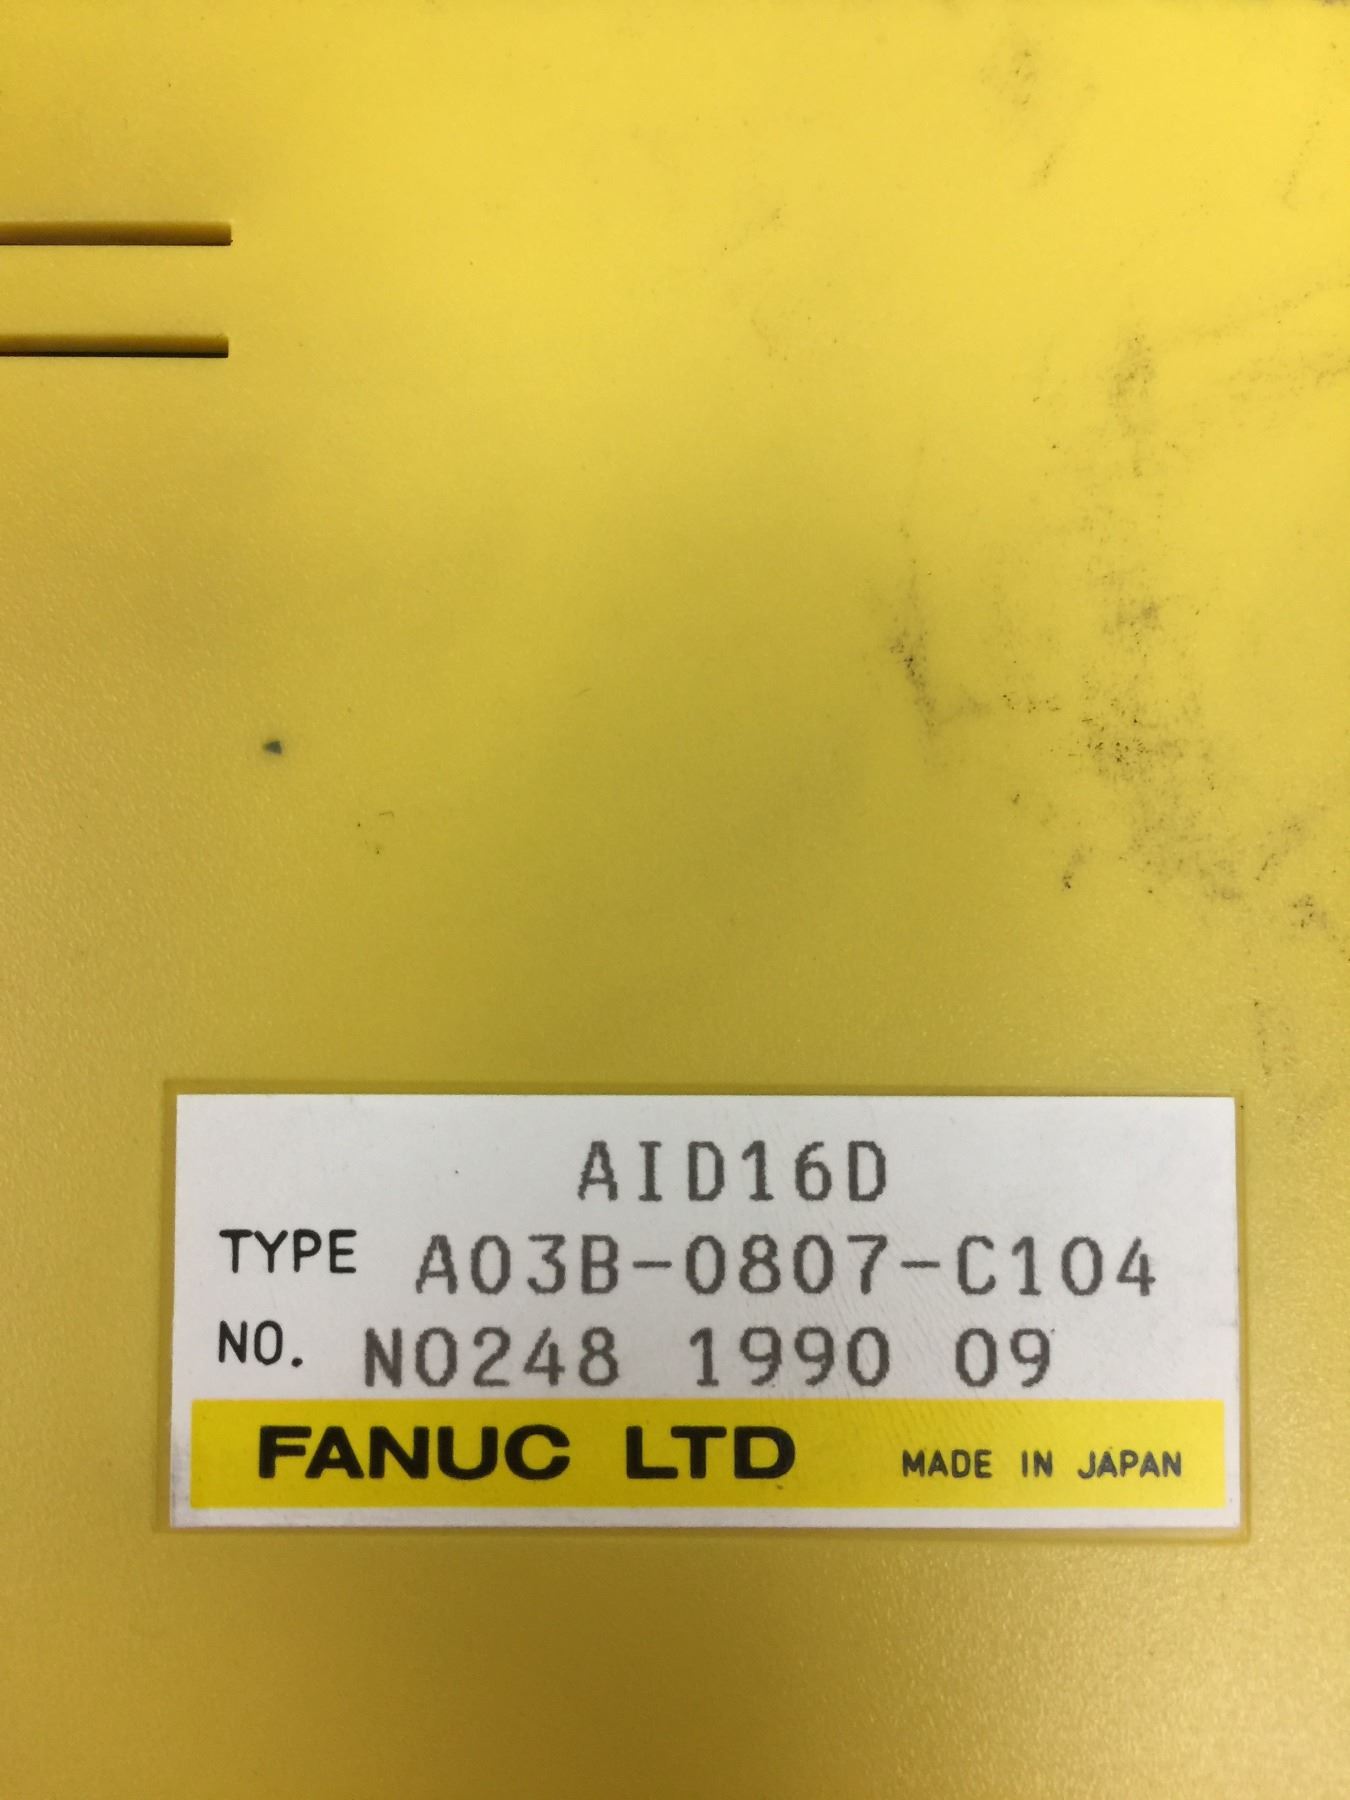 AID16D
TYPE A03B-0807-C104
NO. N0248 1990 09
FANUC LTD MADE IN JAPAN